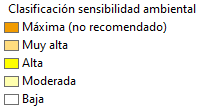 Clasificación sensibilidad ambiental
Máxima (no recomendado)
Muy alta
Alta
Moderada
Baja